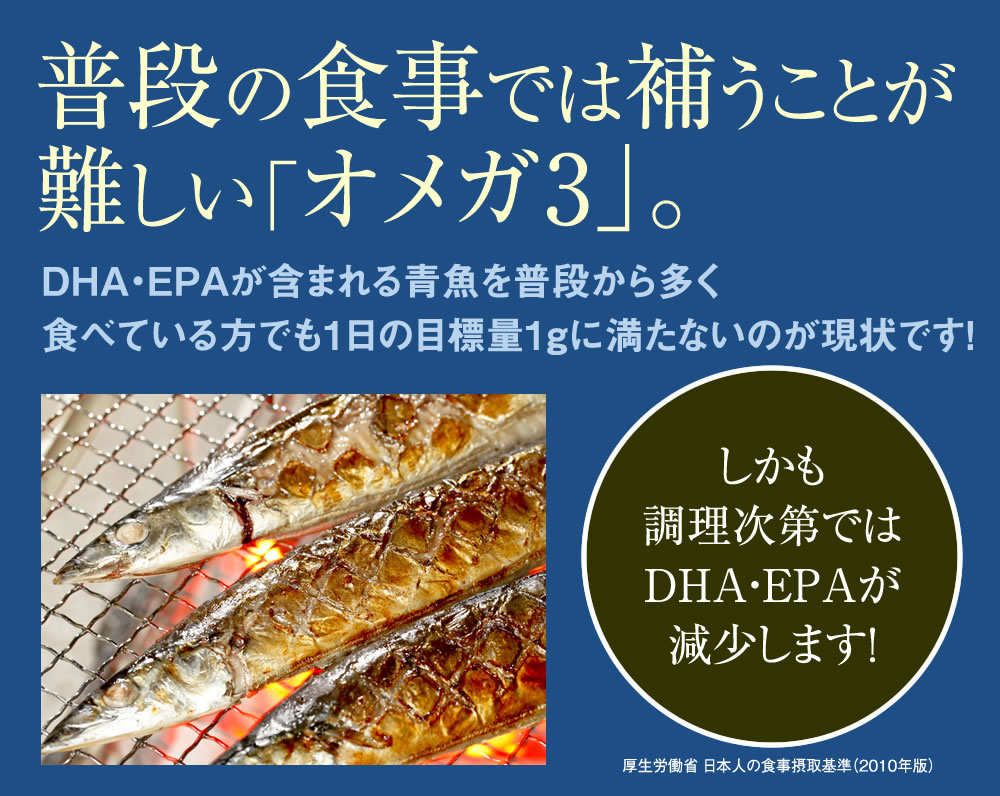 普段の食事では補うことが
難しい「オメガ3」。
DHA・EPAが含まれる青魚を普段から多く
食べている方でも1日の目標量1gに満たないのが現状です!
しかも
調理次第では
DHA・EPAが
減少します!
厚生労働省 日本人の食事摂取基準(2010年版)